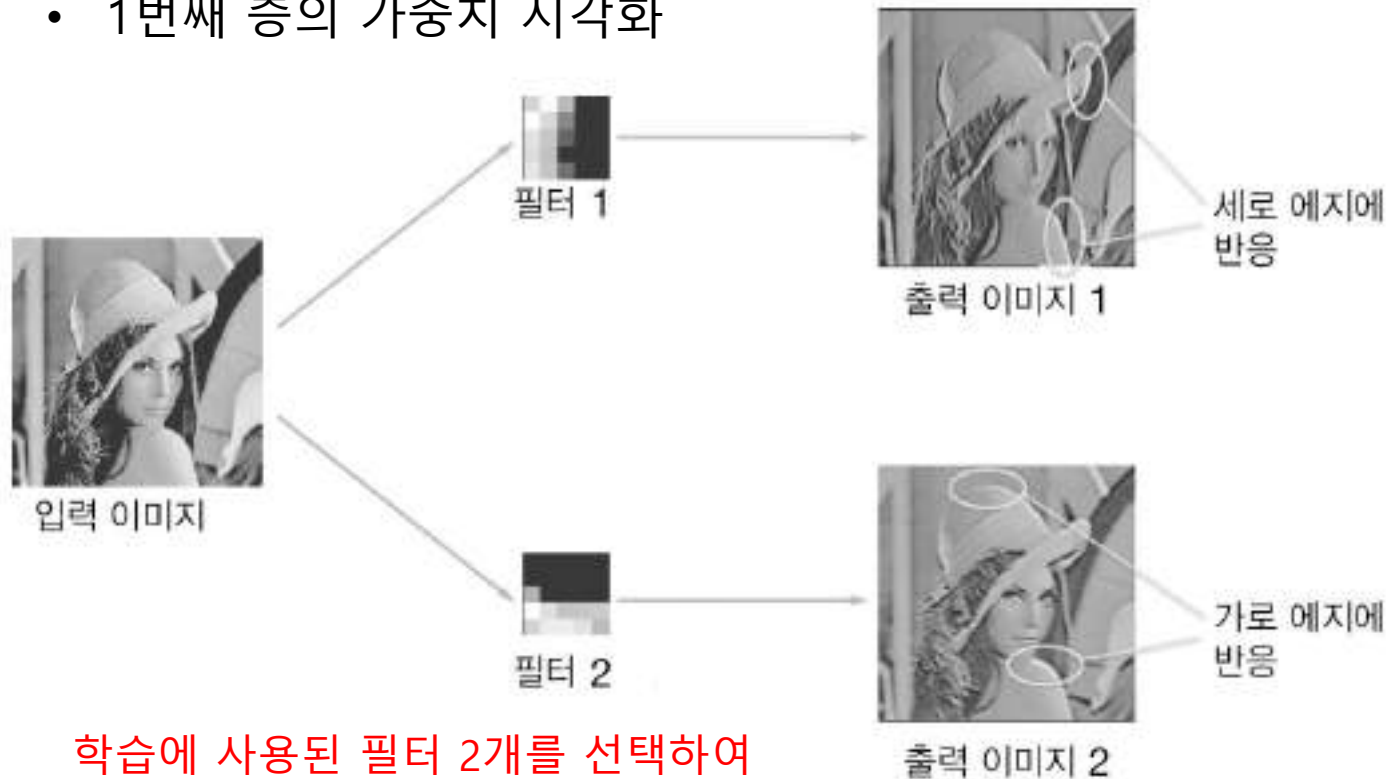 • 1번째 층의 가중치 시각화
필터 1
세로 에지에
반응
출력 이미지 1
입력 이미지
필터 2
가로 에지에
반응
출력 이미지 2
학습에 사용된 필터 2개를 선택하여